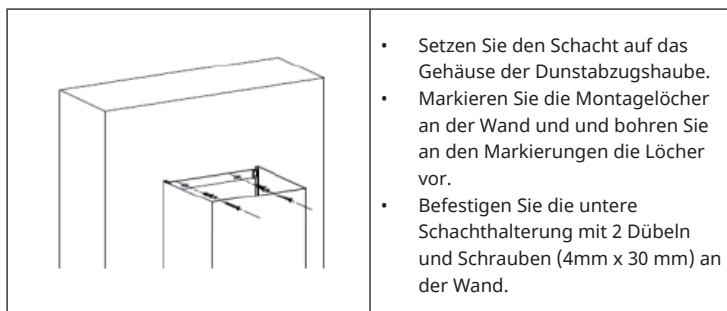 • Setzen Sie den Schacht auf das
Gehäuse der Dunstabzugshaube.
• Markieren Sie die Montagelöcher
an der Wand und und bohren Sie
an den Markierungen die Löcher
vor.
• Befestigen Sie die untere
Schachthalterung mit 2 Dübeln
und Schrauben (4mm x 30 mm) an
der Wand.